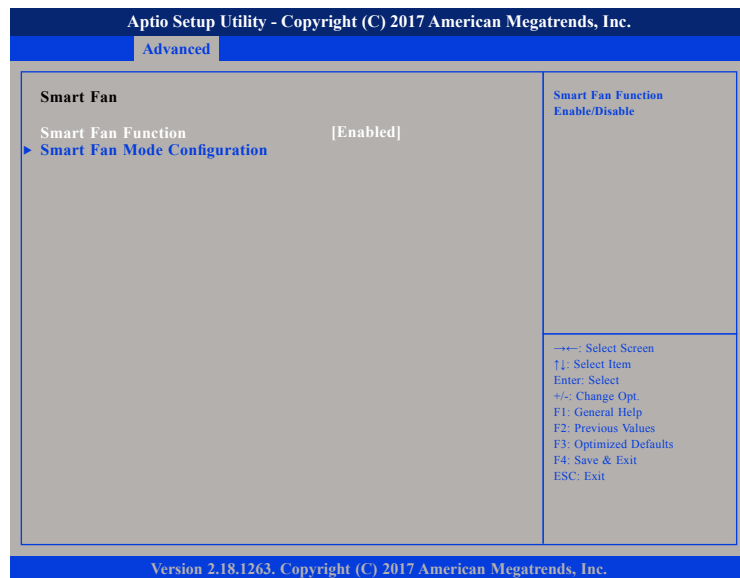 Aptio Setup Utility - Copyright (C) 2017 American Megatrends, Inc.
Advanced
Smart Fan
Smart Fan Function [Enabled]
► Smart Fan Mode Configuration
Smart Fan Function
Enable/Disable
→←: Select Screen
↑↓: Select Item
Enter: Select
+/-: Change Opt.
F1: General Help
F2: Previous Values
F3: Optimized Defaults
F4: Save & Exit
ESC: Exit
Version 2.18.1263. Copyright (C) 2017 American Megatrends, Inc.